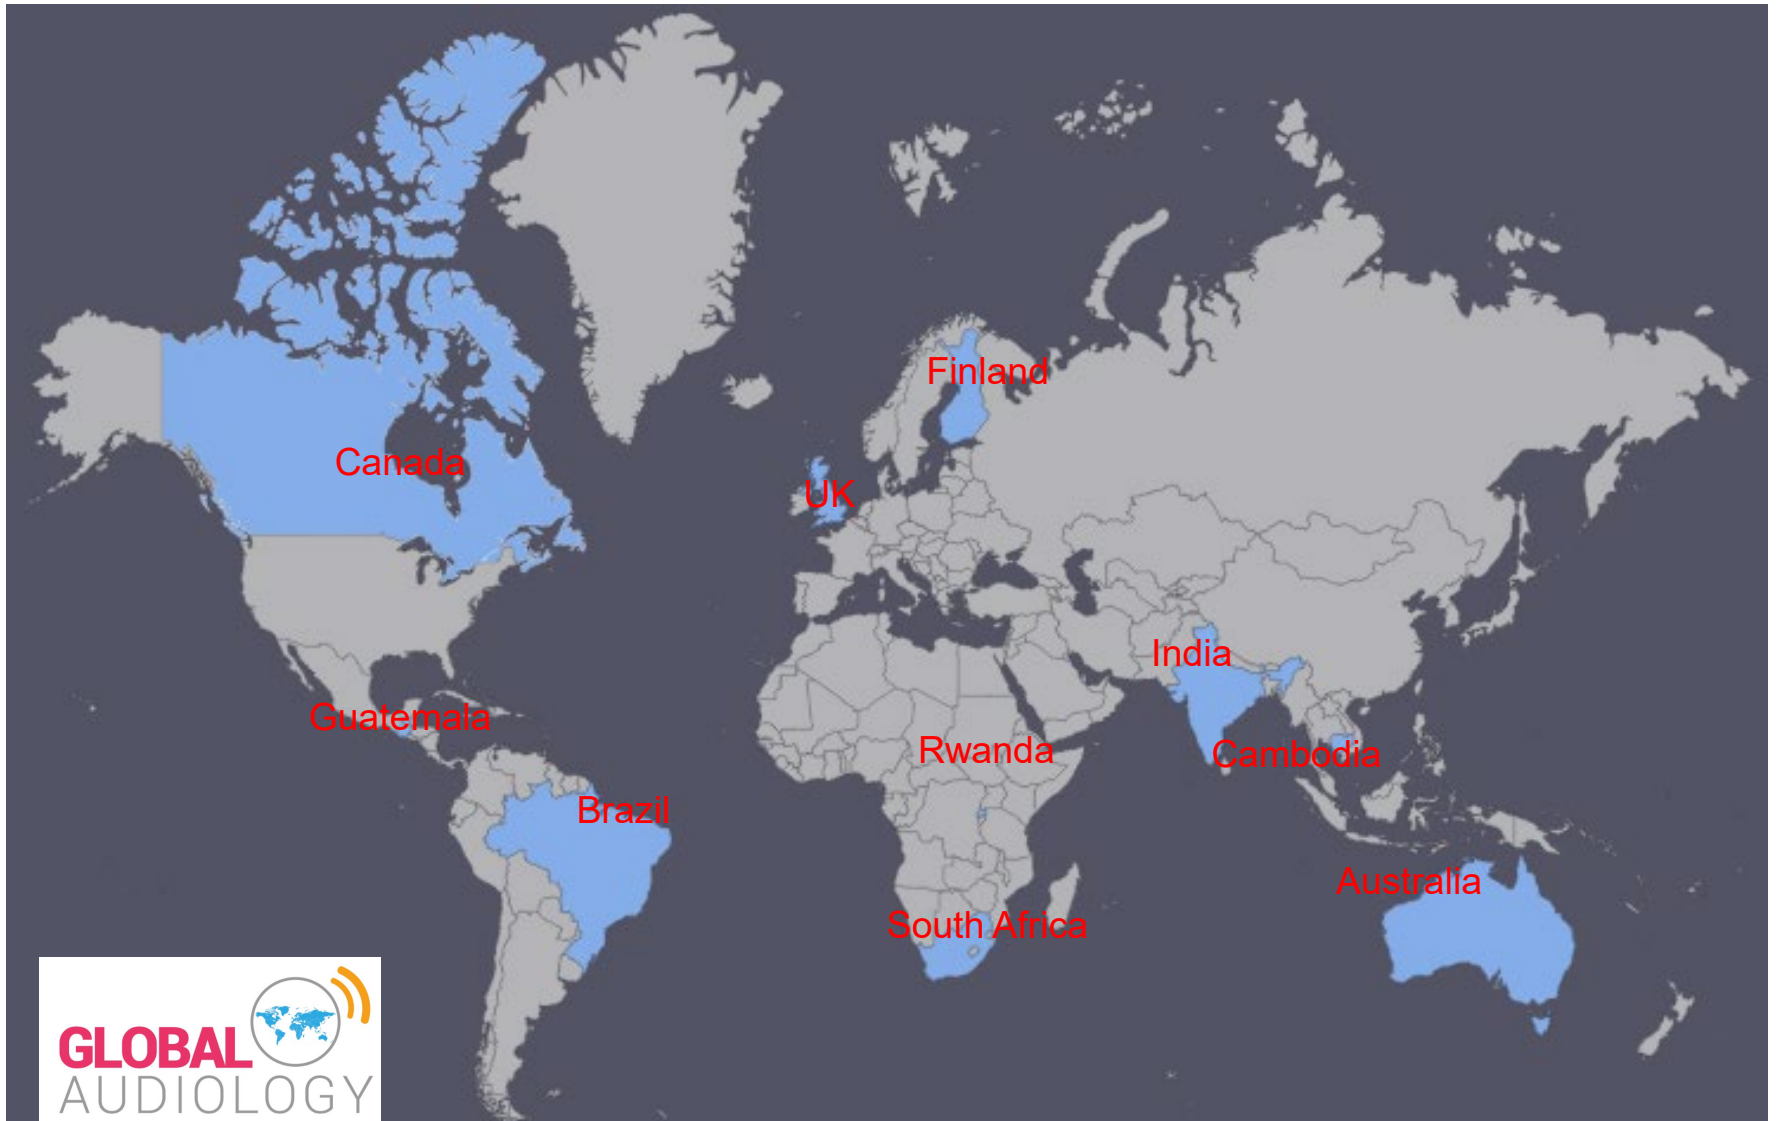 Finland
Canada
UK
India
Guatemala
Rwanda
Cambodia
Brazil
Australia
South Africa
GLOBAL
AUDIOLOGY